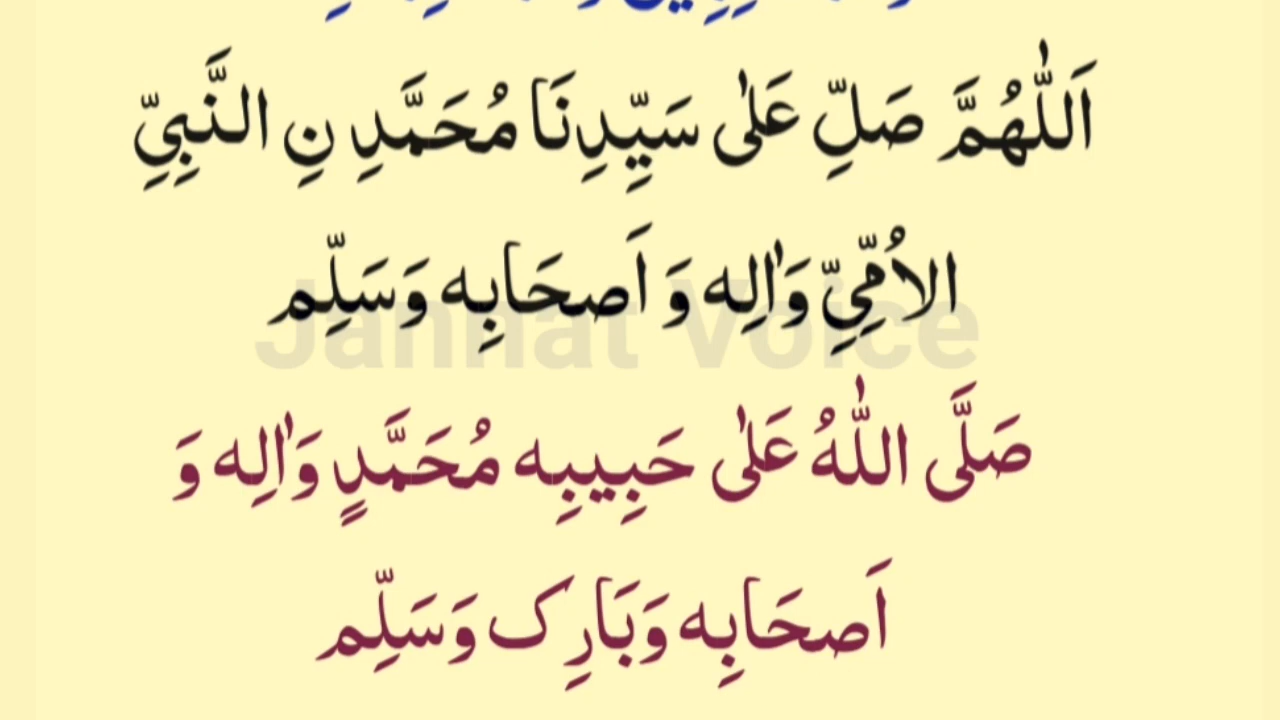 اَللّٰهُمَّ صَلِّ عَلٰى سَيِّدِنَا مُحَمَّدِ نِ النَّبِيِّ
الاُمِّيِّ وَاٰلِه وَ اَصحَابِه وَسَلِّم
Jannat Voice
صَلَّى اللّٰهُ عَلٰى حَبِيبِه مُحَمَّدٍ وَاٰلِه وَ
اَصحَابِه وَبَارِک وَسَلِّم